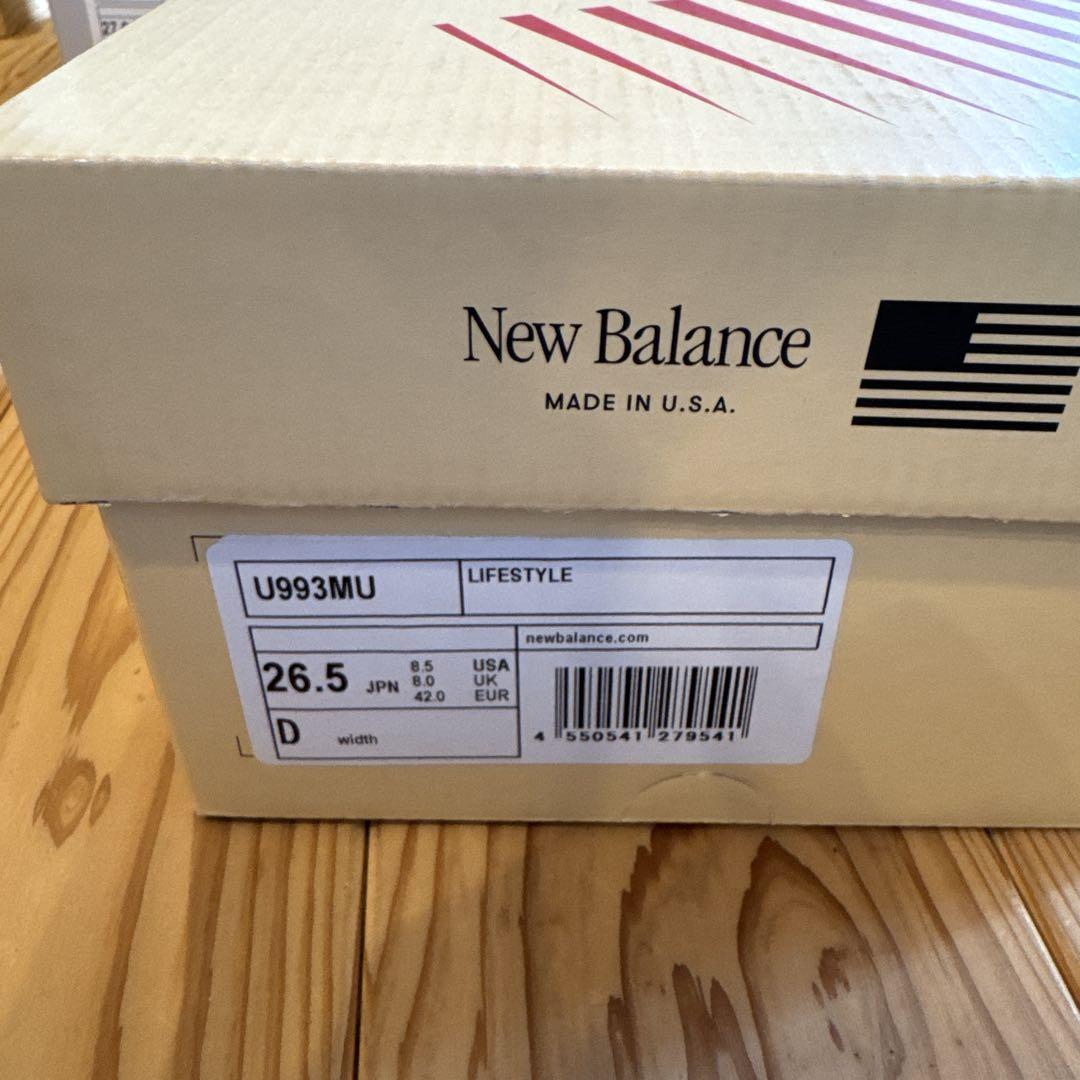 New Balance
MADE IN U.S.A.
U993MU
LIFESTYLE
newbalance.com
26.5 JPN
8.5 USA
8.0 UK
42.0 EUR
D width
4 550541 279541